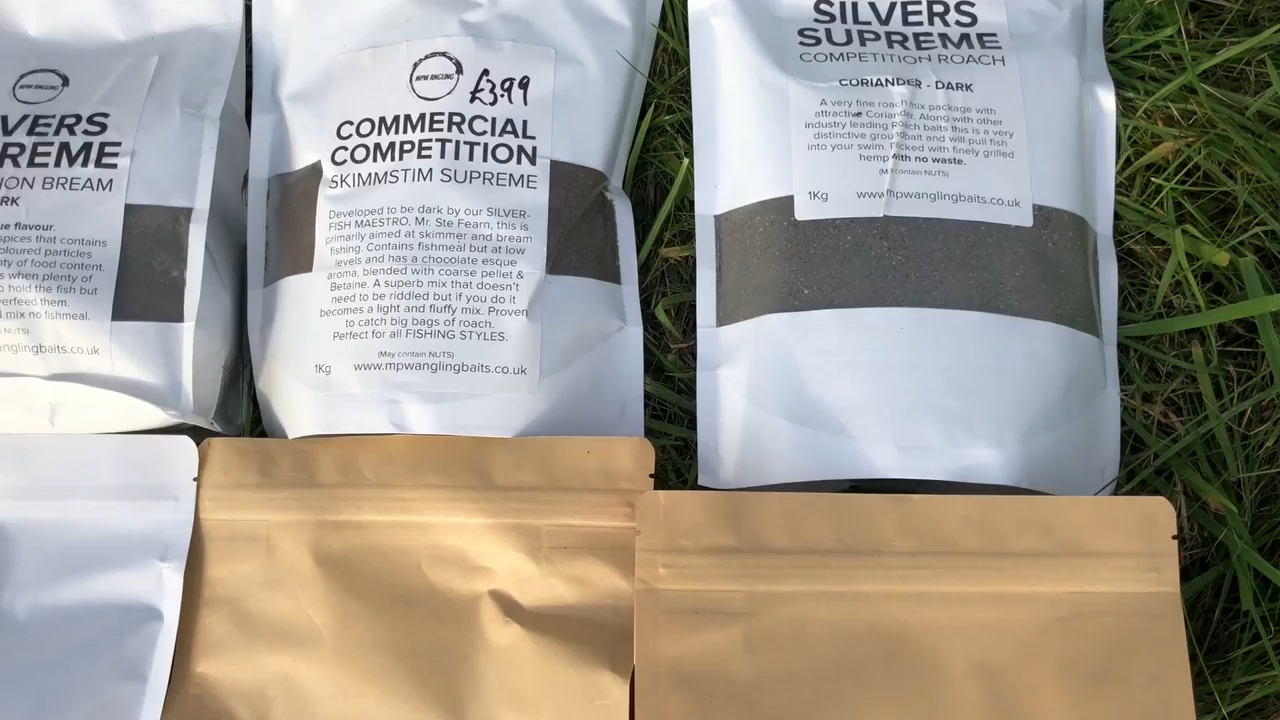 MPW ANGLING
VERS
REME
ION BREAM
RK
ue flavour.
spices that contains
oloured particles
nty of food content.
s when plenty of
o hold the fish but
verfeed them.
d mix no fishmeal.
NUTS)
anglingbaits.co.uk
MPW ANGLING
£3.99
COMMERCIAL
COMPETITION
SKIMMSTIM SUPREME
Developed to be dark by our SILVER-
FISH MAESTRO, Mr. Ste Fearn, this is
primarily aimed at skimmer and bream
fishing. Contains fishmeal but at low
levels and has a chocolate esque
aroma, blended with coarse pellet &
Betaine. A superb mix that doesn't
need to be riddled but if you do it
becomes a light and fluffy mix. Proven
to catch big bags of roach.
Perfect for all FISHING STYLES.
(May contain NUTS)
1Kg www.mpwanglingbaits.co.uk
SILVERS
SUPREME
COMPETITION ROACH
CORIANDER - DARK
A very fine roach mix package with
attractive Coriander. Along with other
industry leading Roach baits this is a very
distinctive groundbait and will pull fish
into your swim. Packed with finely grilled
hemp with no waste.
(May contain NUTS)
1Kg www.mpwanglingbaits.co.uk